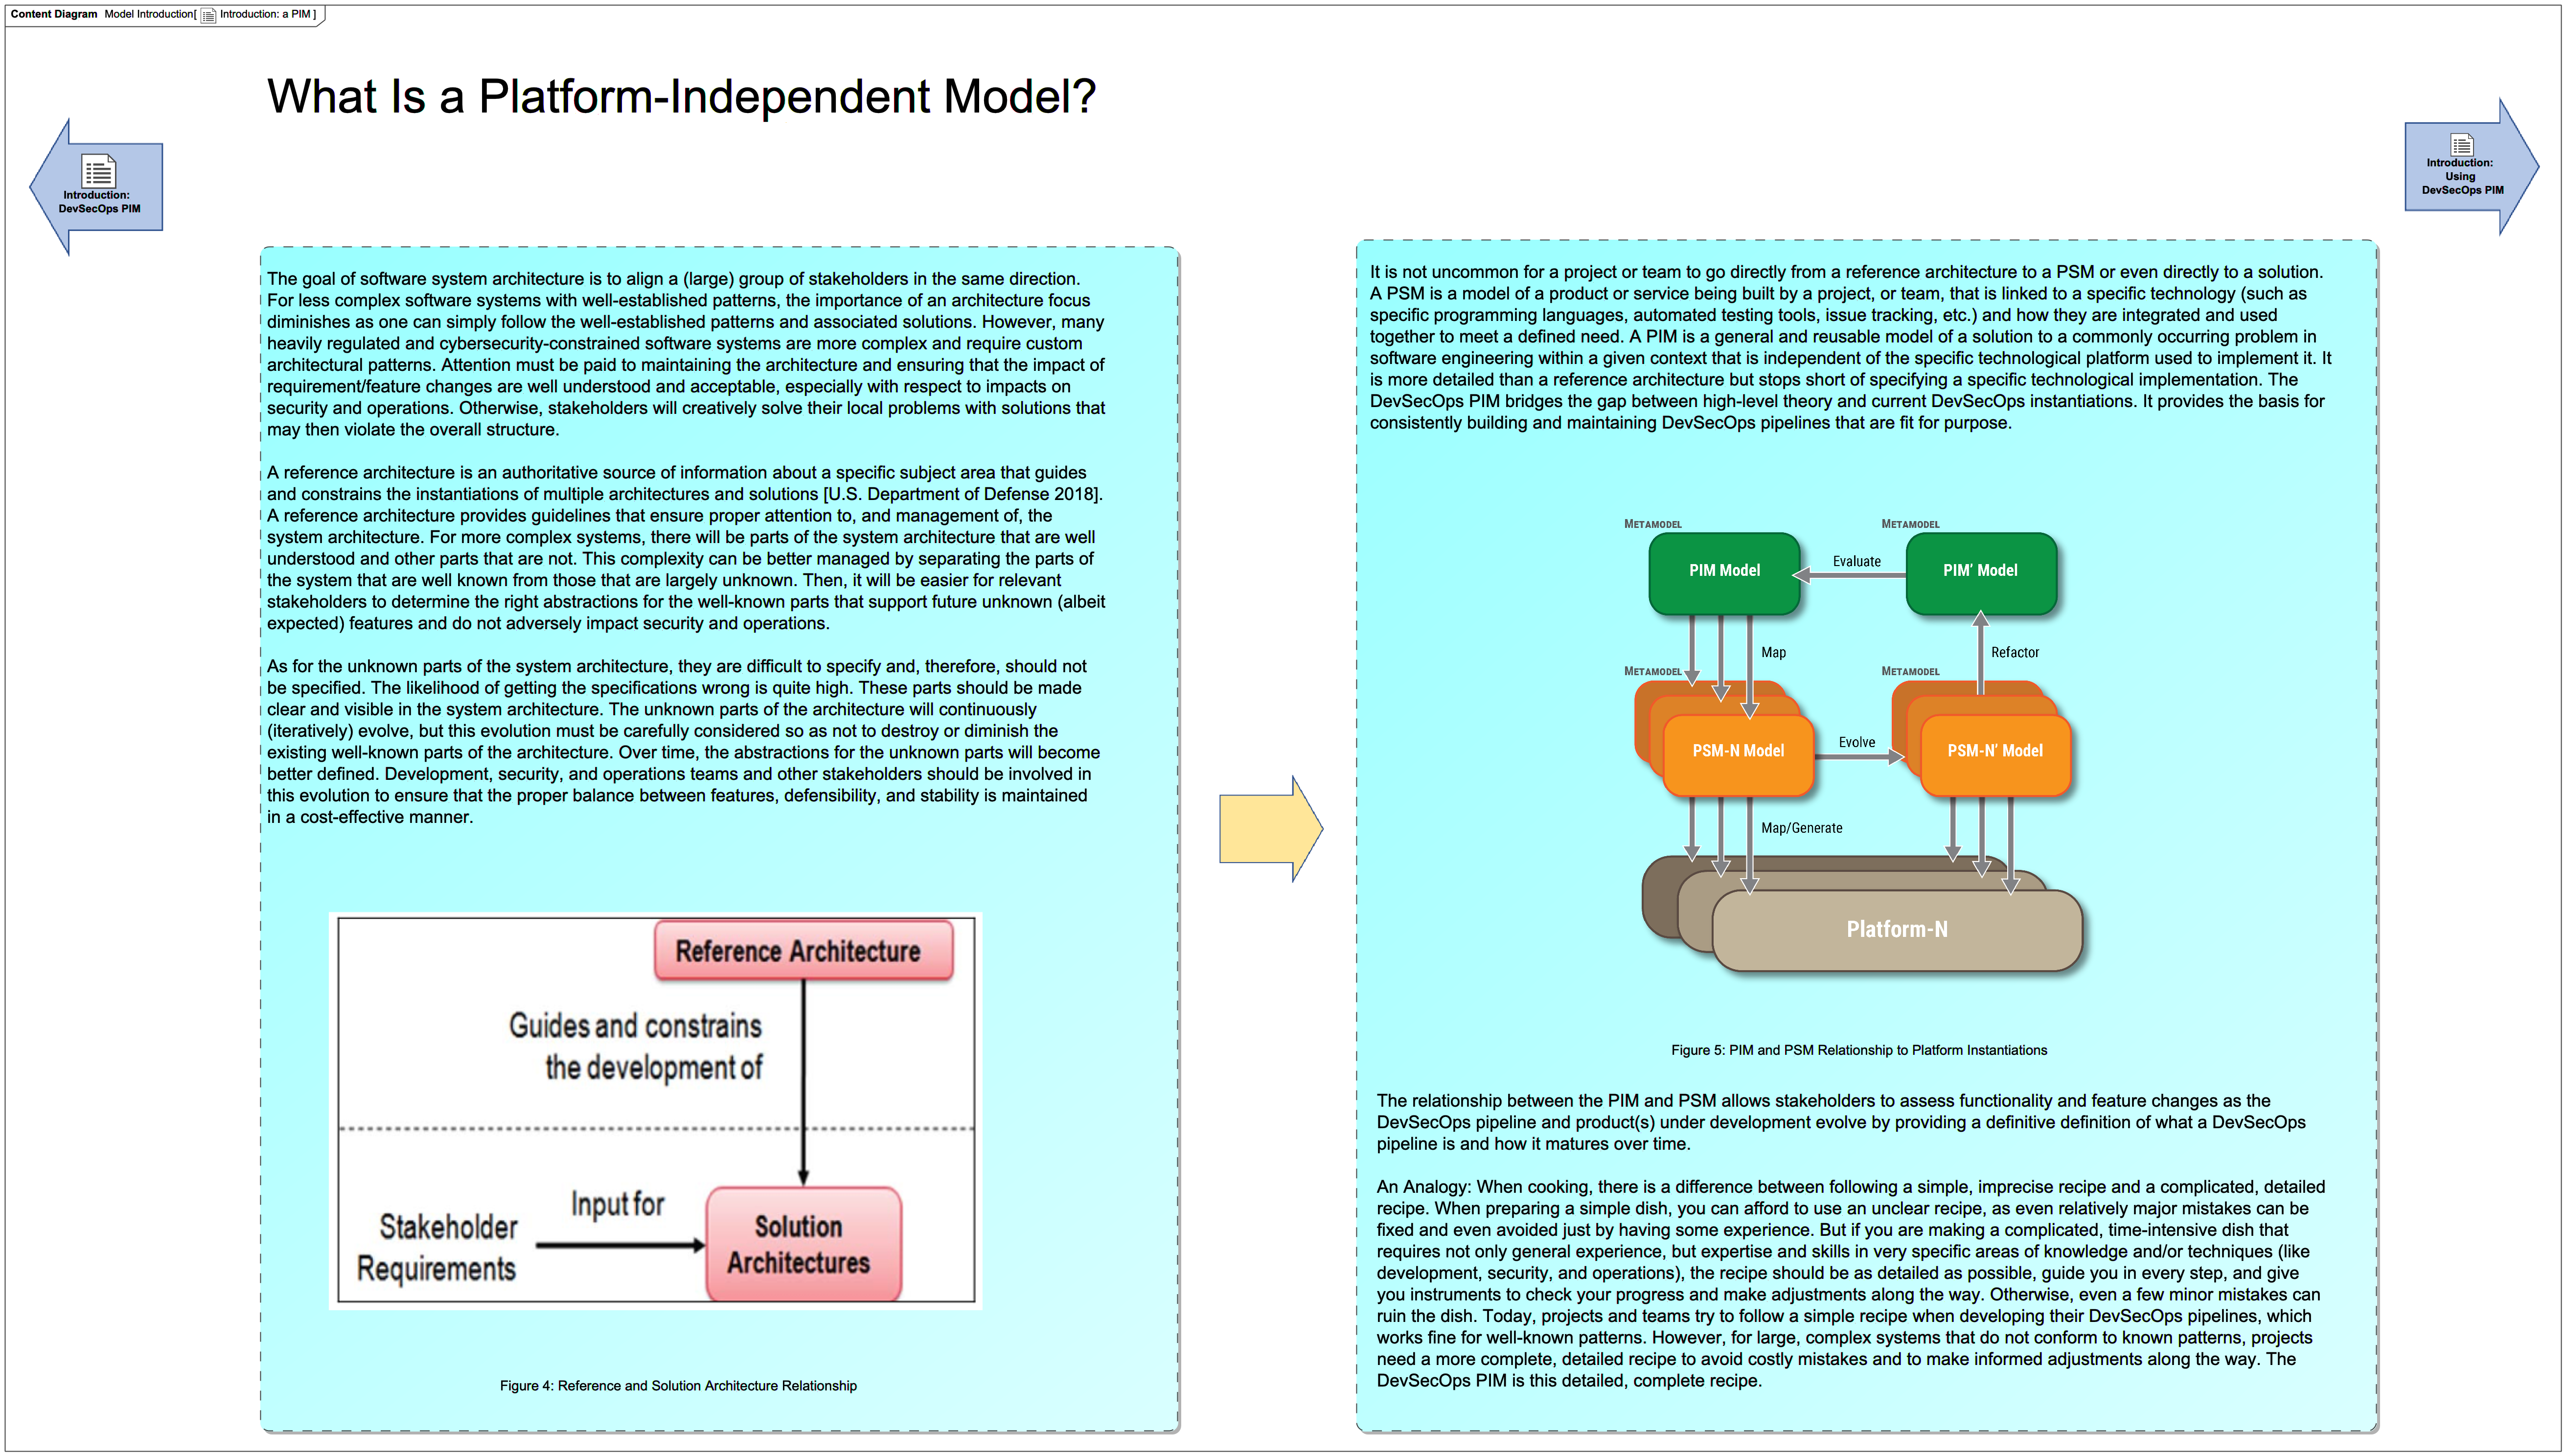 Content Diagram Model Introduction[ Introduction: a PIM ]
What Is a Platform-Independent Model?
Introduction:
DevSecOps PIM
Introduction:
Using
DevSecOps PIM
The goal of software system architecture is to align a (large) group of stakeholders in the same direction.
For less complex software systems with well-established patterns, the importance of an architecture focus
diminishes as one can simply follow the well-established patterns and associated solutions. However, many
heavily regulated and cybersecurity-constrained software systems are more complex and require custom
architectural patterns. Attention must be paid to maintaining the architecture and ensuring that the impact of
requirement/feature changes are well understood and acceptable, especially with respect to impacts on
security and operations. Otherwise, stakeholders will creatively solve their local problems with solutions that
may then violate the overall structure.
A reference architecture is an authoritative source of information about a specific subject area that guides
and constrains the instantiations of multiple architectures and solutions [U.S. Department of Defense 2018].
A reference architecture provides guidelines that ensure proper attention to, and management of, the
system architecture. For more complex systems, there will be parts of the system architecture that are well
understood and other parts that are not. This complexity can be better managed by separating the parts of
the system that are well known from those that are largely unknown. Then, it will be easier for relevant
stakeholders to determine the right abstractions for the well-known parts that support future unknown (albeit
expected) features and do not adversely impact security and operations.
As for the unknown parts of the system architecture, they are difficult to specify and, therefore, should not
be specified. The likelihood of getting the specifications wrong is quite high. These parts should be made
clear and visible in the system architecture. The unknown parts of the architecture will continuously
(iteratively) evolve, but this evolution must be carefully considered so as not to destroy or diminish the
existing well-known parts of the architecture. Over time, the abstractions for the unknown parts will become
better defined. Development, security, and operations teams and other stakeholders should be involved in
this evolution to ensure that the proper balance between features, defensibility, and stability is maintained
in a cost-effective manner.
Reference Architecture
Guides and constrains
the development of
Input for
Stakeholder
Requirements
Solution
Architectures
Figure 4: Reference and Solution Architecture Relationship
It is not uncommon for a project or team to go directly from a reference architecture to a PSM or even directly to a solution.
A PSM is a model of a product or service being built by a project, or team, that is linked to a specific technology (such as
specific programming languages, automated testing tools, issue tracking, etc.) and how they are integrated and used
together to meet a defined need. A PIM is a general and reusable model of a solution to a commonly occurring problem in
software engineering within a given context that is independent of the specific technological platform used to implement it. It
is more detailed than a reference architecture but stops short of specifying a specific technological implementation. The
DevSecOps PIM bridges the gap between high-level theory and current DevSecOps instantiations. It provides the basis for
consistently building and maintaining DevSecOps pipelines that are fit for purpose.
METAMODEL
METAMODEL
PIM Model
Evaluate
PIM’ Model
Map
Refactor
METAMODEL
METAMODEL
PSM-N Model
Evolve
PSM-N’ Model
Map/Generate
Platform-N
Figure 5: PIM and PSM Relationship to Platform Instantiations
The relationship between the PIM and PSM allows stakeholders to assess functionality and feature changes as the
DevSecOps pipeline and product(s) under development evolve by providing a definitive definition of what a DevSecOps
pipeline is and how it matures over time.
An Analogy: When cooking, there is a difference between following a simple, imprecise recipe and a complicated, detailed
recipe. When preparing a simple dish, you can afford to use an unclear recipe, as even relatively major mistakes can be
fixed and even avoided just by having some experience. But if you are making a complicated, time-intensive dish that
requires not only general experience, but expertise and skills in very specific areas of knowledge and/or techniques (like
development, security, and operations), the recipe should be as detailed as possible, guide you in every step, and give
you instruments to check your progress and make adjustments along the way. Otherwise, even a few minor mistakes can
ruin the dish. Today, projects and teams try to follow a simple recipe when developing their DevSecOps pipelines, which
works fine for well-known patterns. However, for large, complex systems that do not conform to known patterns, projects
need a more complete, detailed recipe to avoid costly mistakes and to make informed adjustments along the way. The
DevSecOps PIM is this detailed, complete recipe.